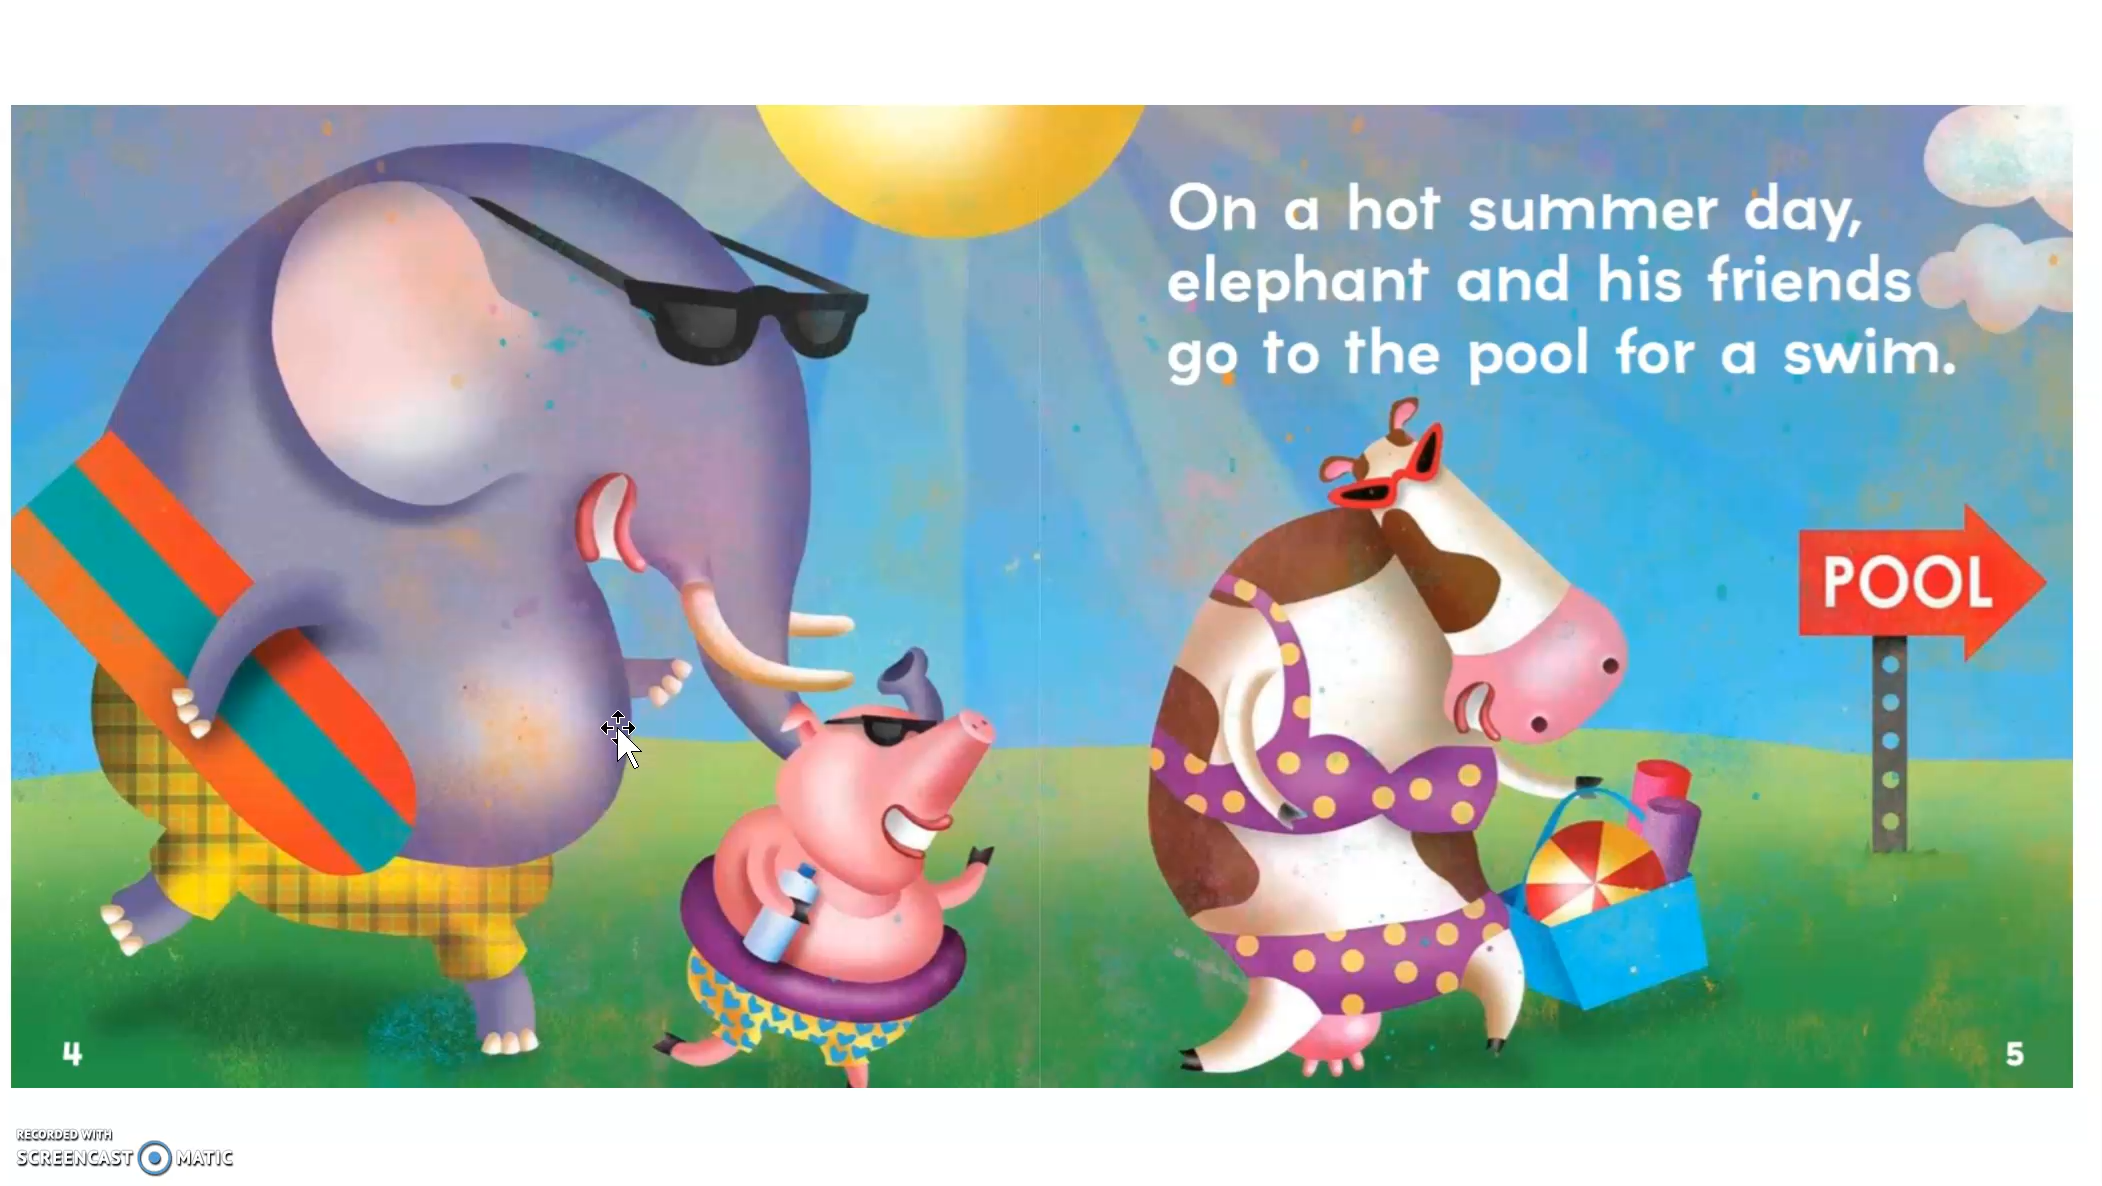 On a hot summer day,
elephant and his friends
go to the pool for a swim.
POOL
4
5
RECORDED WITH
SCREENCAST MATIC